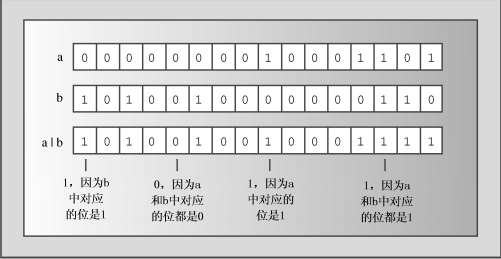 a 0 0 0 0 0 0 0 0 1 0 0 0 1 1 0 1
b 1 0 1 0 0 1 0 0 0 0 0 0 0 1 1 0
a|b 1 0 1 0 0 1 0 0 1 0 0 0 1 1 1 1
1，因为b
中对应
的位是1
0，因为a
和b中对应
的位都是0
1，因为a
中对应的
位是1
1，因为a
和b中对应
的位都是1